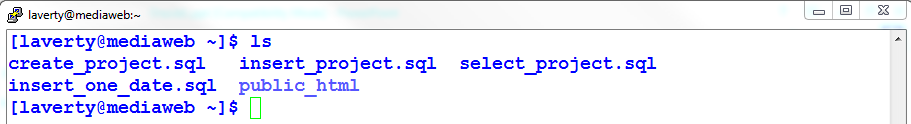 laverty@mediaweb:~
[laverty@mediaweb ~]$ ls
create_project.sql   insert_project.sql  select_project.sql
insert_one_date.sql  public_html
[laverty@mediaweb ~]$